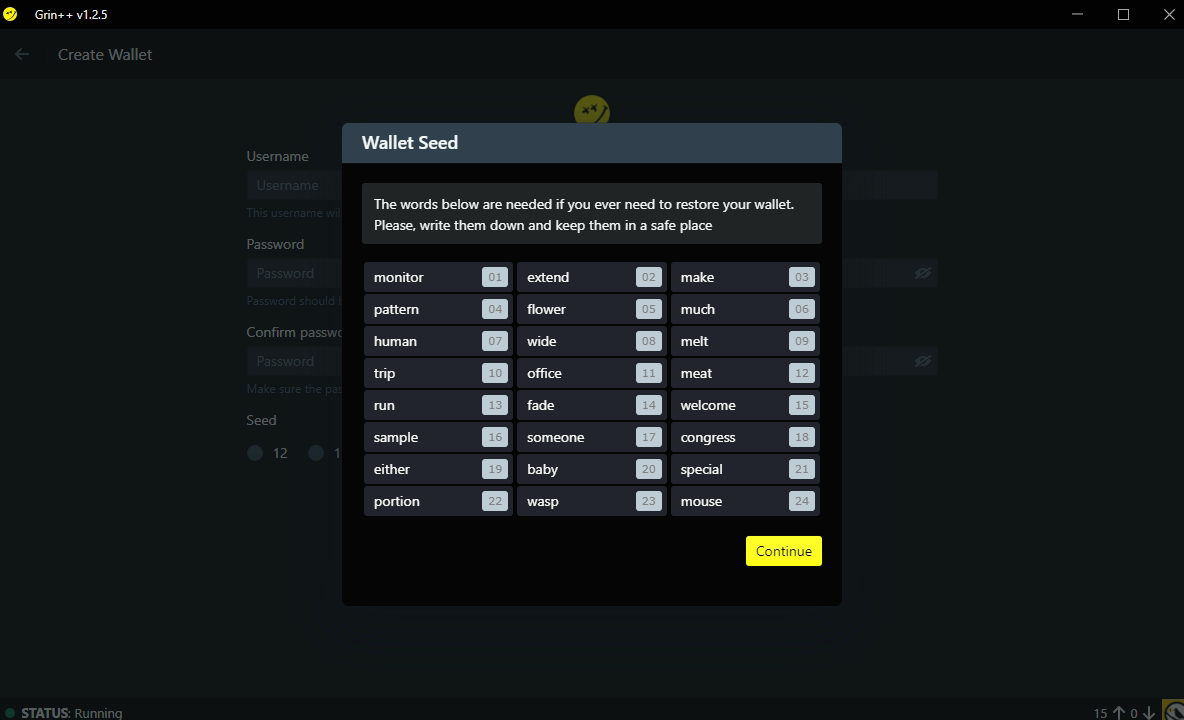 Grin++ v1.2.5
Create Wallet
Wallet Seed
The words below are needed if you ever need to restore your wallet.
Please, write them down and keep them in a safe place
monitor 01 extend 02 make 03
pattern 04 flower 05 much 06
human 07 wide 08 melt 09
trip 10 office 11 meat 12
run 13 fade 14 welcome 15
sample 16 someone 17 congress 18
either 19 baby 20 special 21
portion 22 wasp 23 mouse 24
Continue
Username
Username
This username wil
Password
Password
Password should
Confirm passwo
Password
Make sure the pas
Seed
12 1
STATUS: Running
15 0